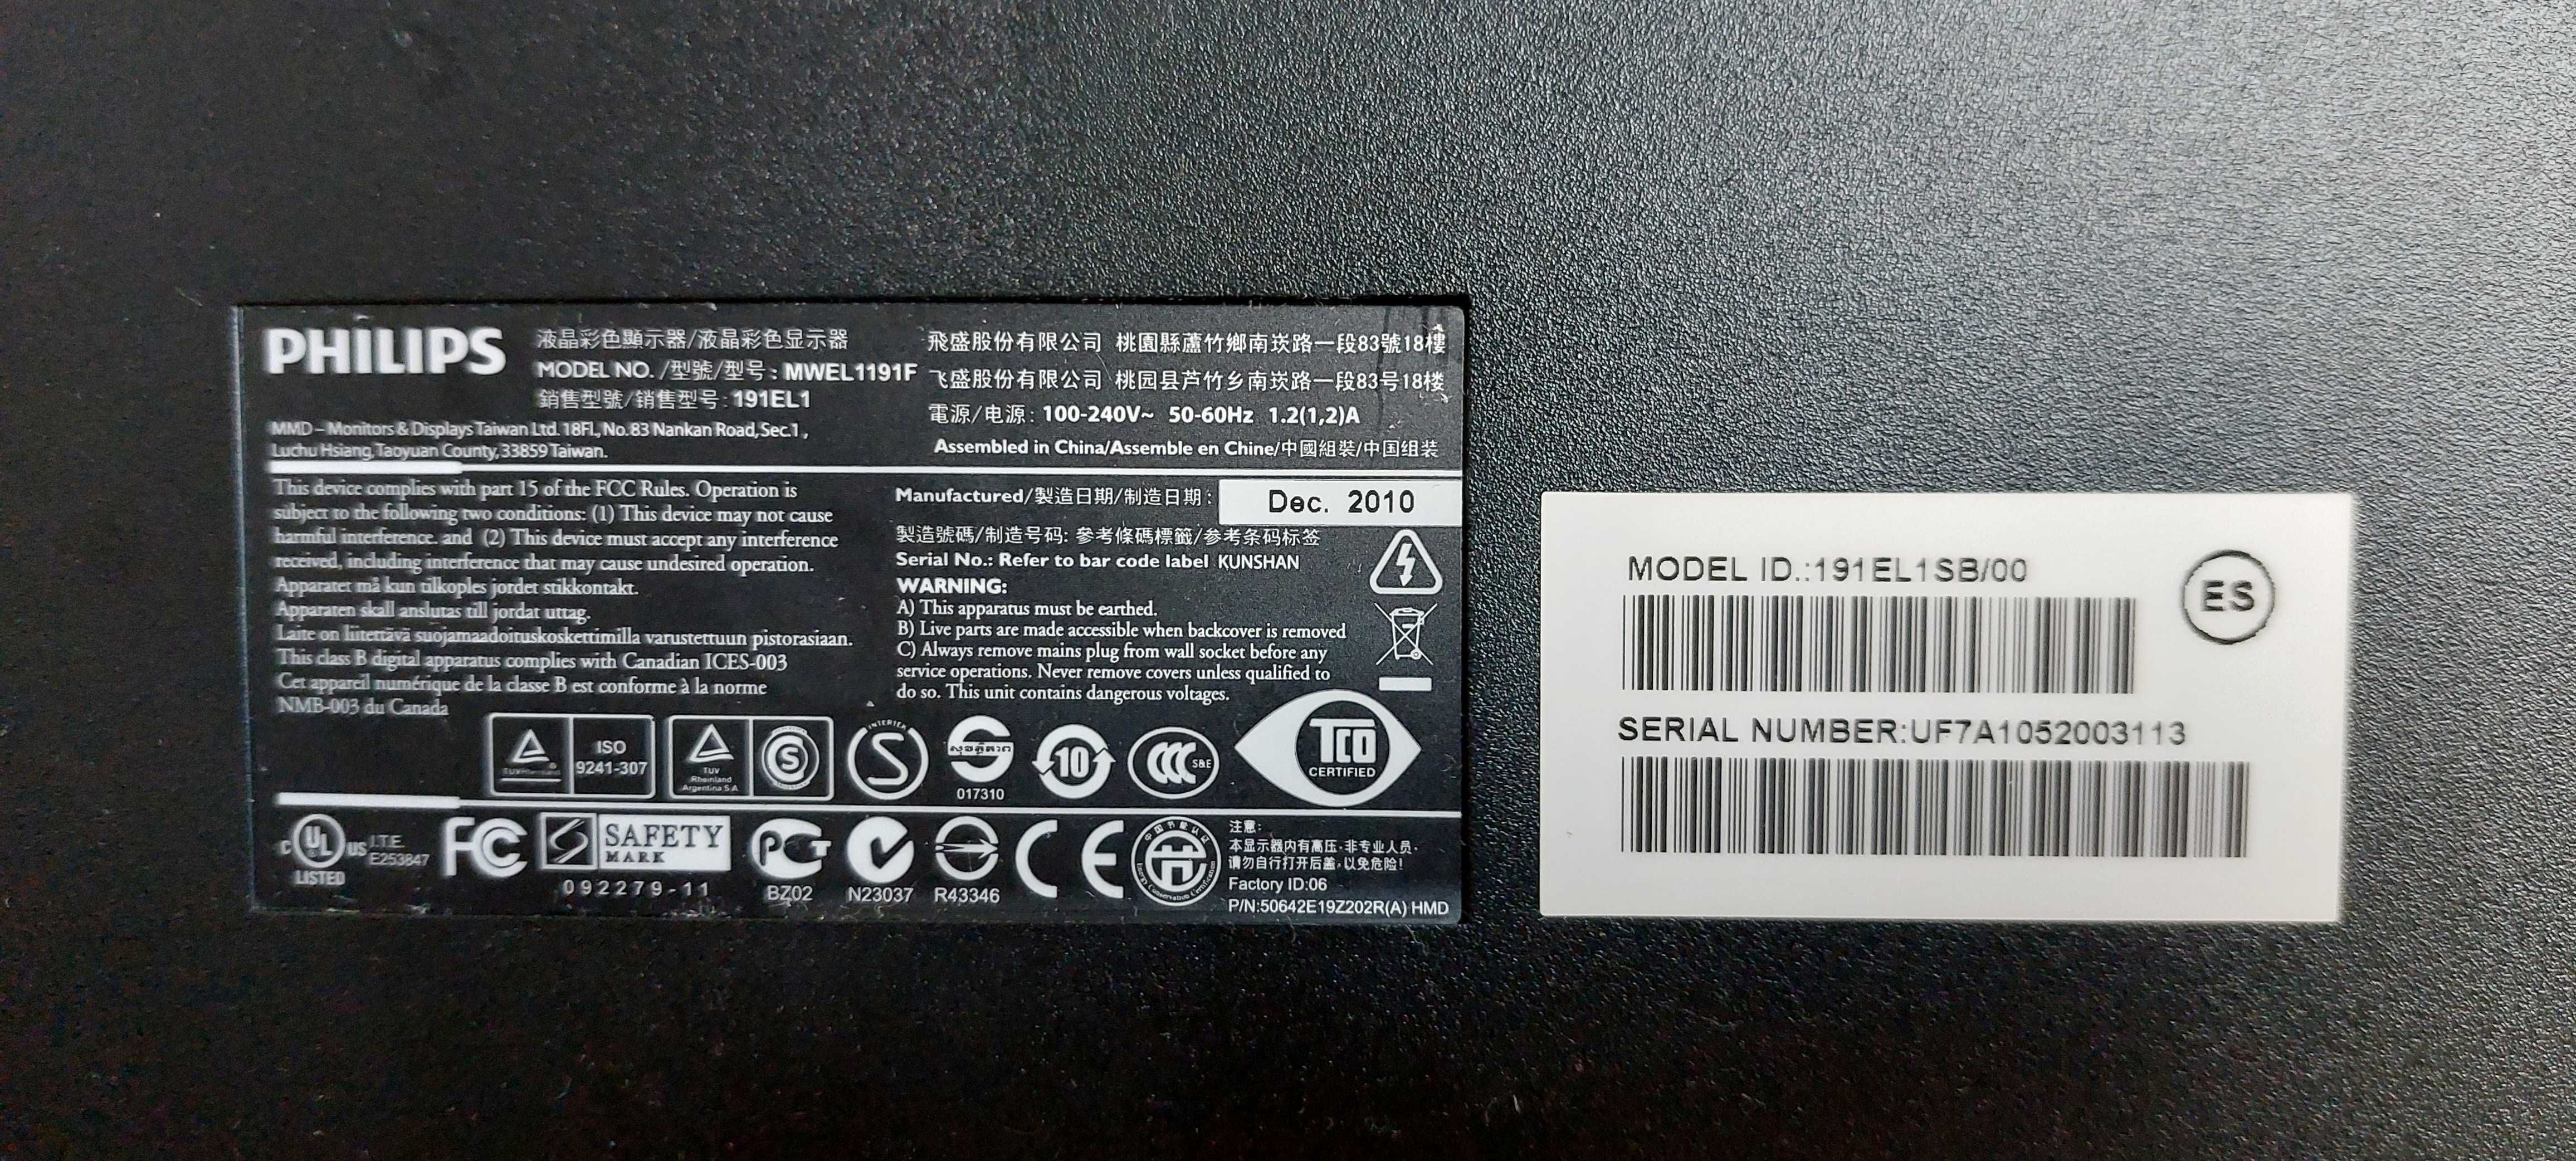 PHILIPS
液晶彩色顯示器/液晶彩色显示器
MODEL NO. /型號/型号 : MWEL1191F
銷售型號/销售型号 : 191EL1
MMD – Monitors & Displays Taiwan Ltd. 18Fl., No. 83 Nankan Road, Sec.1 ,
Luchu Hsiang, Taoyuan County, 33859 Taiwan.
飛盛股份有限公司 桃園縣蘆竹鄉南崁路一段83號18樓
飞盛股份有限公司 桃园县芦竹乡南崁路一段83号18楼
電源/电源: 100-240V~ 50-60Hz 1.2(1,2)A
Assembled in China/Assemble en Chine/中國組裝/中国组装
This device complies with part 15 of the FCC Rules. Operation is
subject to the following two conditions: (1) This device may not cause
harmful interference. and (2) This device must accept any interference
received, including interference that may cause undesired operation.
Apparatet må kun tilkoples jordet stikkontakt.
Apparaten skall anslutas till jordat uttag.
Laite on liitettävä suojamaadoituskoskettimilla varustettuun pistorasiaan.
This class B digital apparatus complies with Canadian ICES-003
Cet appareil numérique de la classe B est conforme à la norme
NMB-003 du Canada
Manufactured/製造日期/制造日期 : Dec. 2010
製造號碼/制造号码: 參考條碼標籤/参考条码标签
Serial No.: Refer to bar code label KUNSHAN
WARNING:
A) This apparatus must be earthed.
B) Live parts are made accessible when backcover is removed
C) Always remove mains plug from wall socket before any
service operations. Never remove covers unless qualified to
do so. This unit contains dangerous voltages.
TUVRheinland
ISO
9241-307
TUV
Rheinland
Argentina S.A
S
INTERTEK
S
017310
10
CCC S&E
TCO
CERTIFIED
c UL us
LISTED
I.T.E.
E253847
FC
SAFETY
MARK
092279-11
PCT
BZ02
N23037
R43346
CE
注意:
本显示器内有高压.非专业人员.
请勿自行打开后盖,以免危险!
Factory ID:06
P/N:50642E19Z202R(A) HMD
MODEL ID.:191EL1SB/00
ES
SERIAL NUMBER:UF7A1052003113